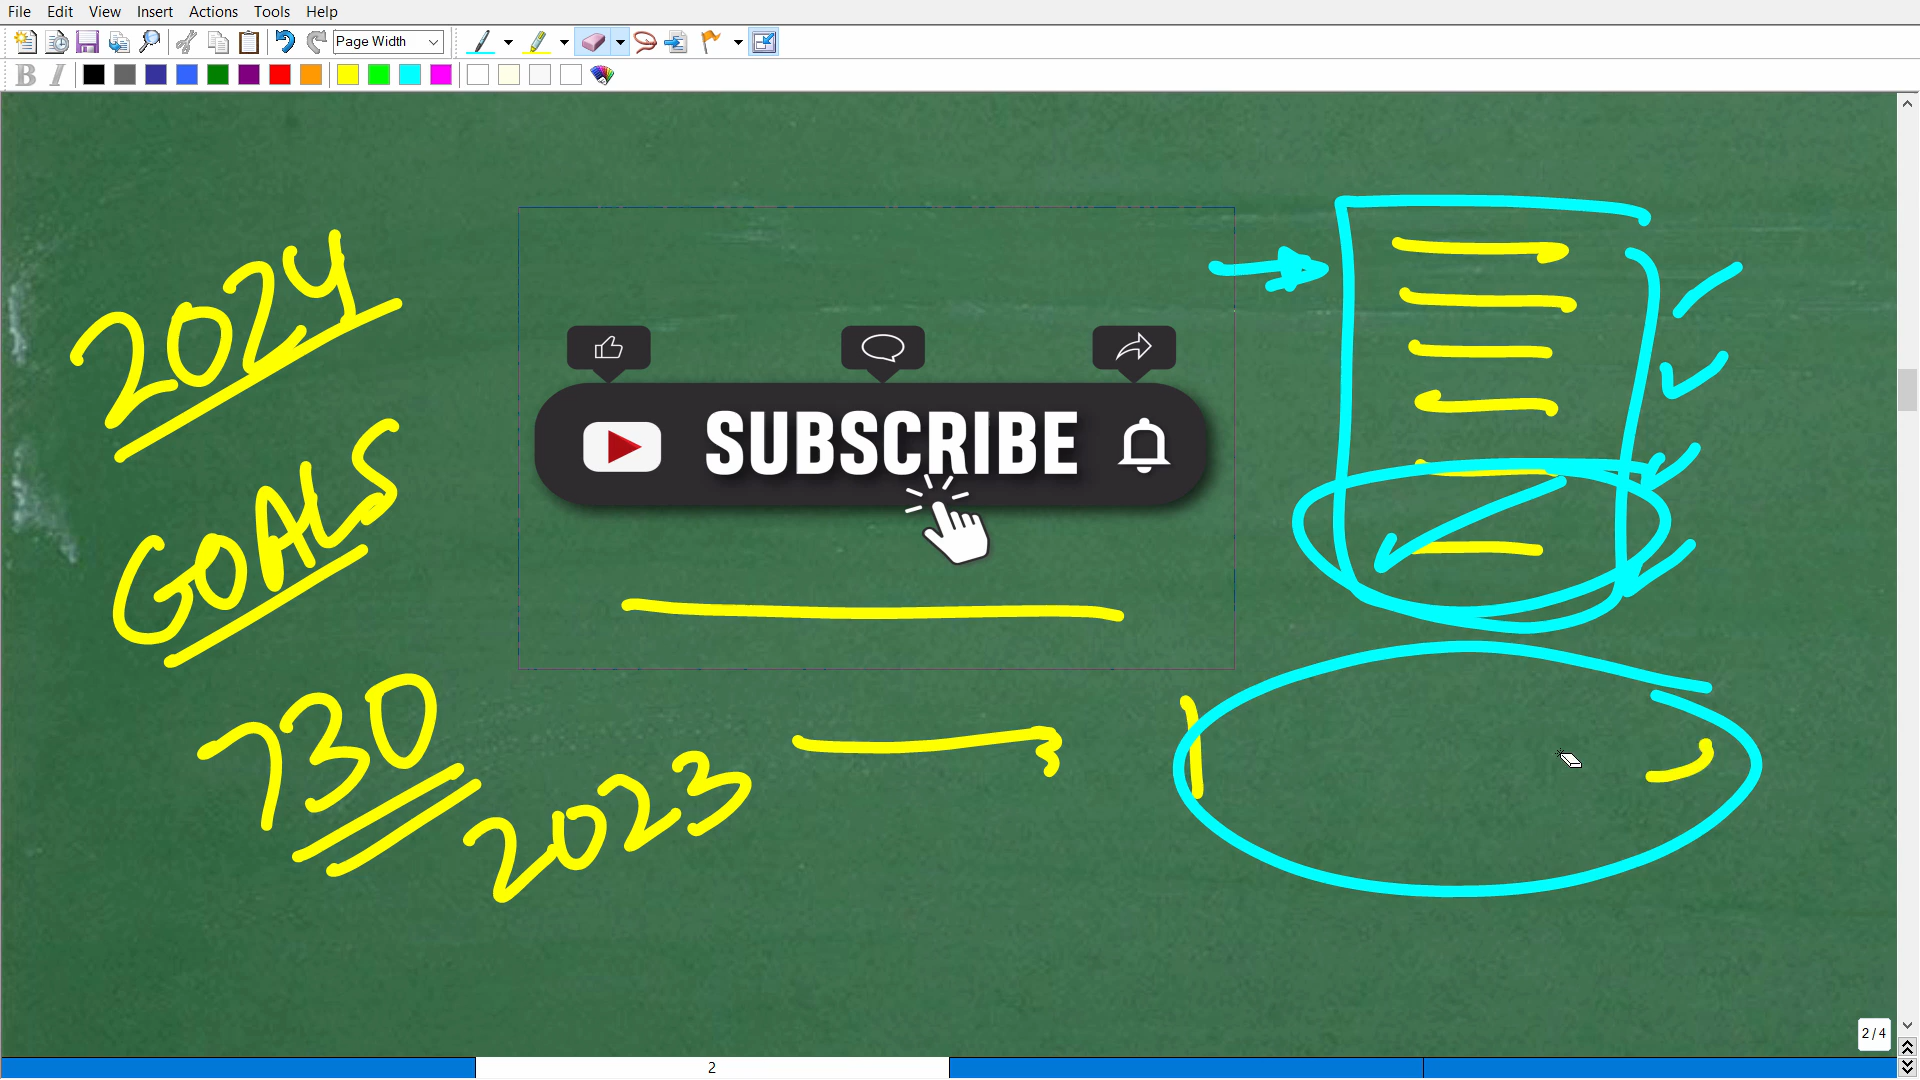 File Edit View Insert Actions Tools Help
Page Width
B I
2024
GOALS
SUBSCRIBE
730
2023
2 / 4
2